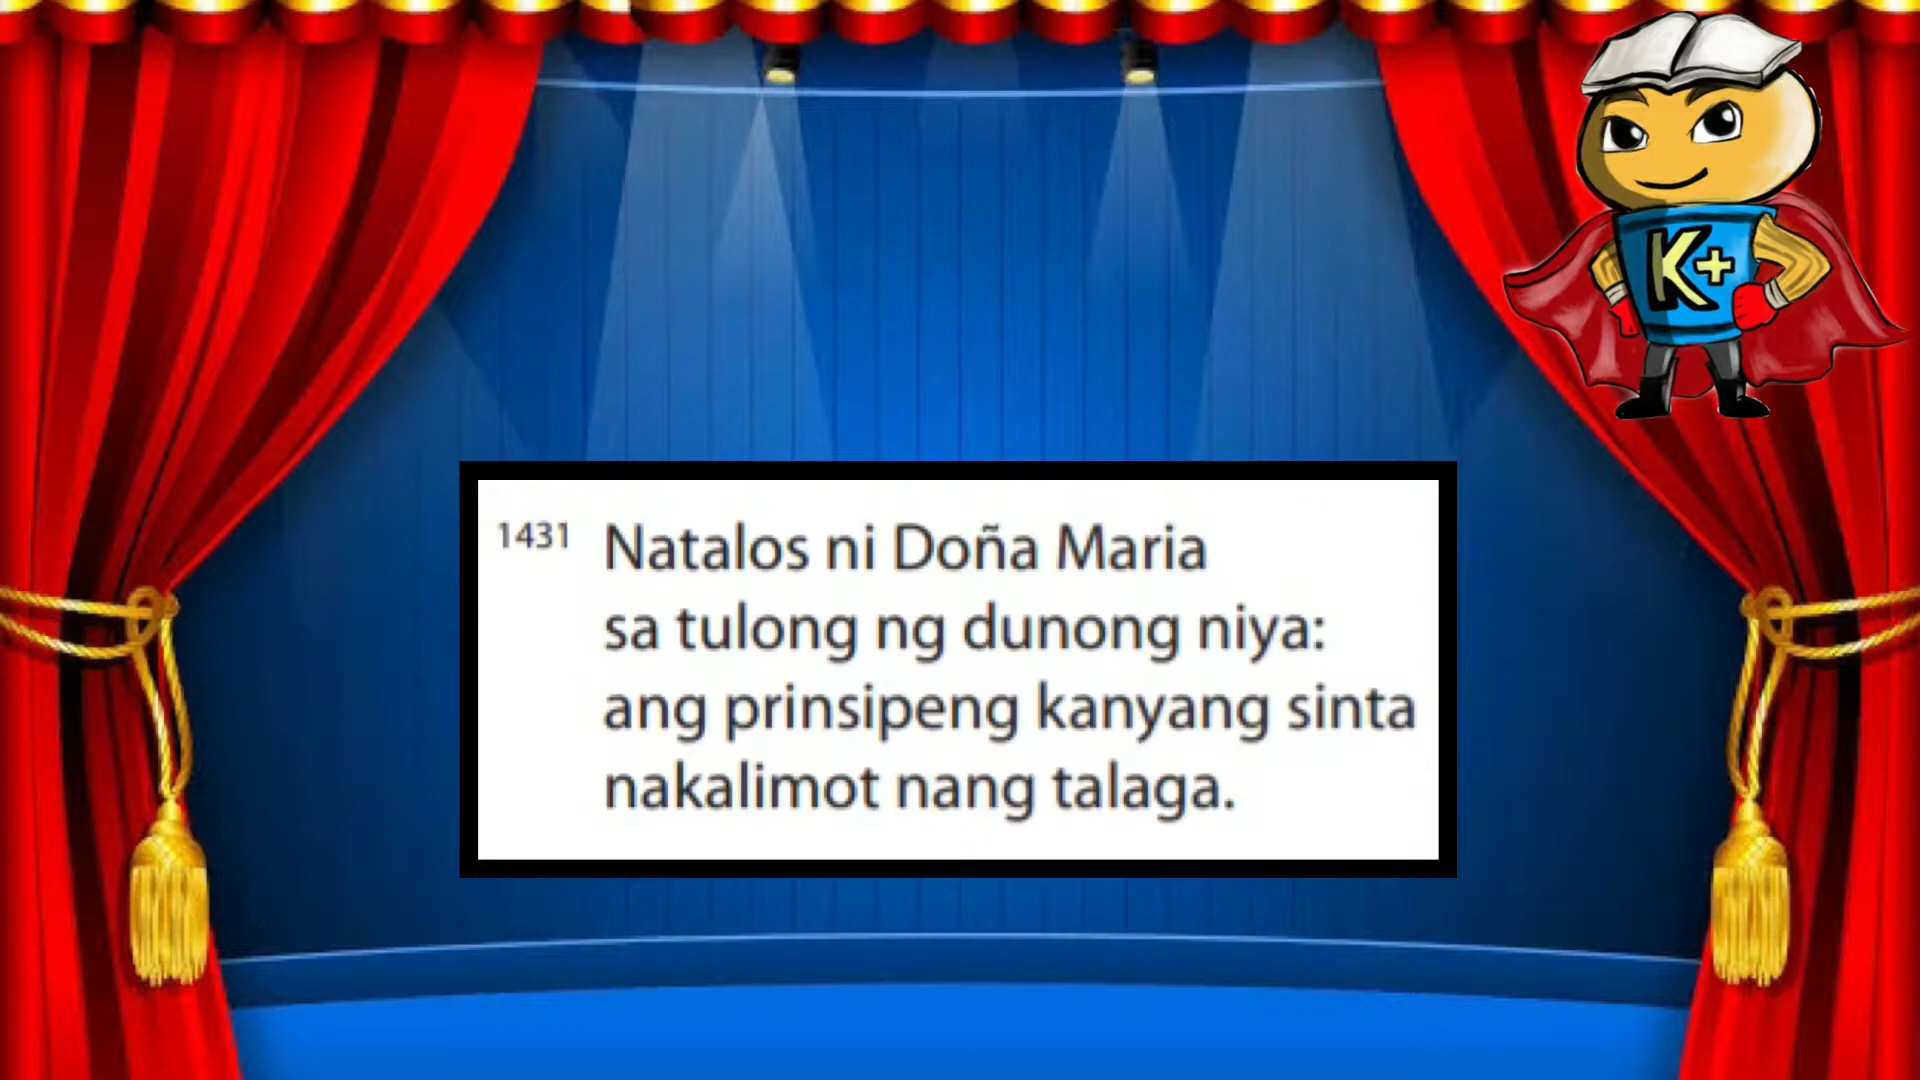 K+
1431 Natalos ni Doña Maria
sa tulong ng dunong niya:
ang prinsipeng kanyang sinta
nakalimot nang talaga.